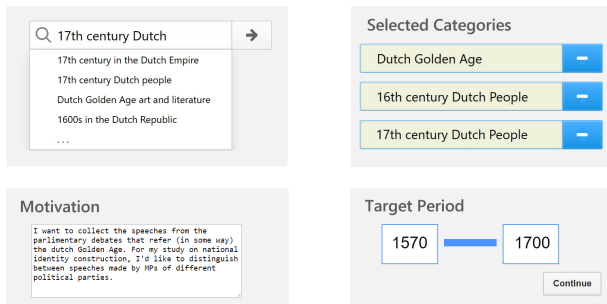 17th century Dutch
17th century in the Dutch Empire
17th century Dutch people
Dutch Golden Age art and literature
1600s in the Dutch Republic
...
Selected Categories
Dutch Golden Age
16th century Dutch People
17th century Dutch People
Motivation
I want to collect the speeches from the
parlimentary debates that refer (in some way)
the dutch Golden Age. For my study on national
identity construction, I'd like to distinguish
between speeches made by MPs of different
political parties.
Target Period
1570
1700
Continue